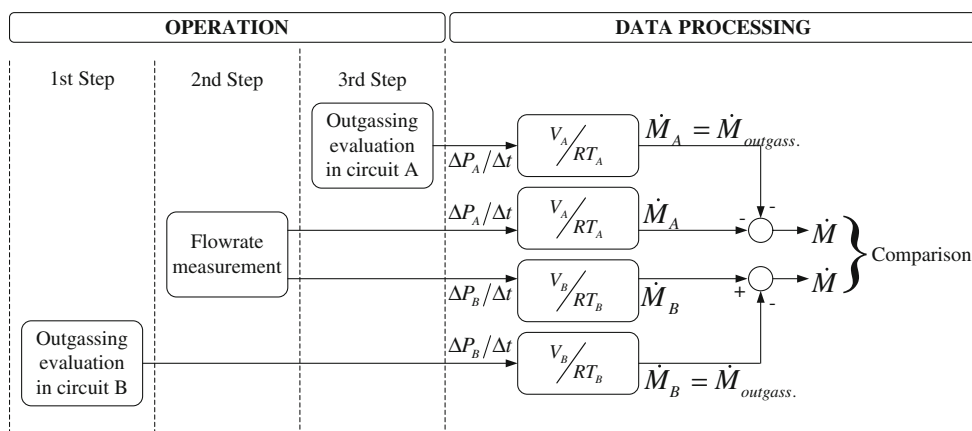 OPERATION
DATA PROCESSING
1st Step
2nd Step
3rd Step
Outgassing
evaluation
in circuit A
ΔP_A/Δt
V_A/RT_A
Ṁ_A = Ṁ_outgass.
-
Flowrate
measurement
ΔP_A/Δt
V_A/RT_A
Ṁ_A
-
Ṁ
ΔP_B/Δt
V_B/RT_B
Ṁ_B
+
Ṁ
} Comparison
Outgassing
evaluation
in circuit B
ΔP_B/Δt
V_B/RT_B
Ṁ_B = Ṁ_outgass.
-